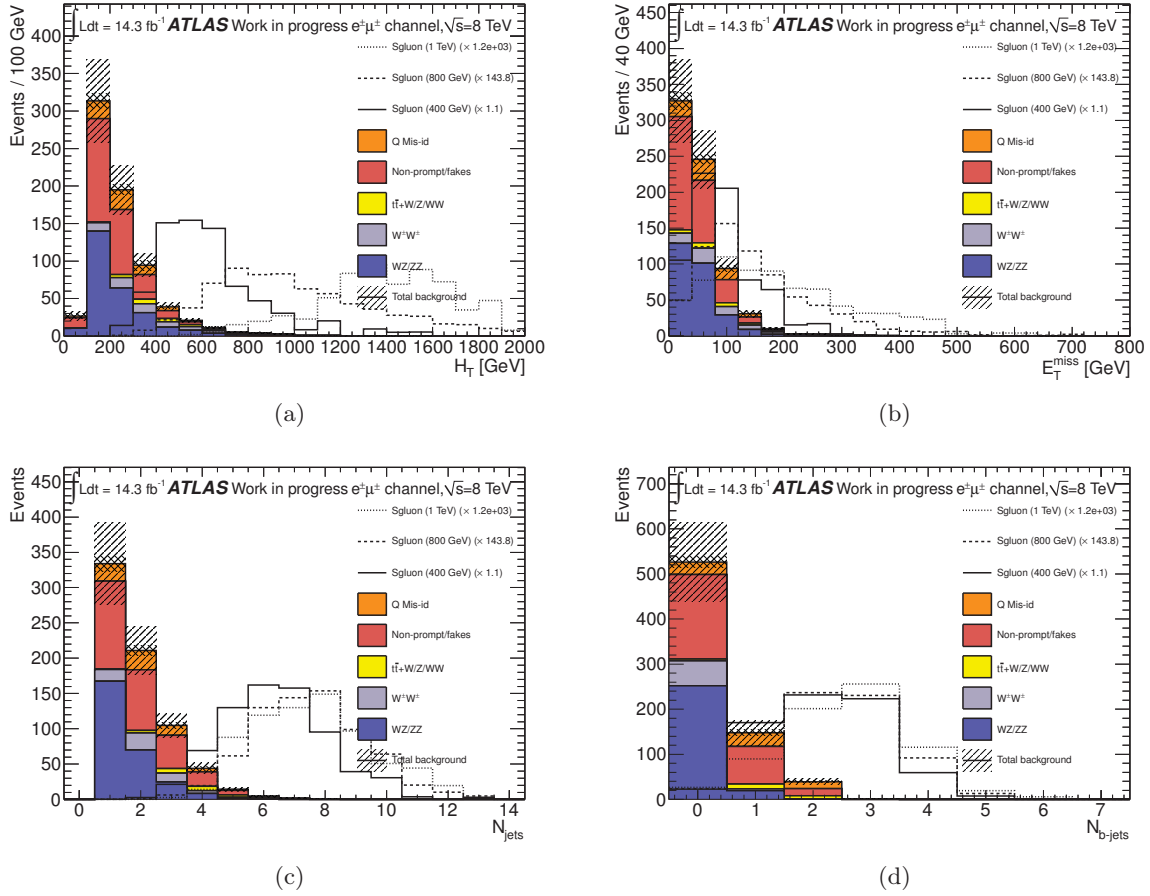 ∫ Ldt = 14.3 fb⁻¹ ATLAS Work in progress e±μ± channel,√s=8 TeV
Sgluon (1 TeV) (× 1.2e+03)
Sgluon (800 GeV) (× 143.8)
Sgluon (400 GeV) (× 1.1)
Q Mis-id
Non-prompt/fakes
tt̄+W/Z/WW
W±W±
WZ/ZZ
Total background
Events / 100 GeV
400
350
300
250
200
150
100
50
0
0 200 400 600 800 1000 1200 1400 1600 1800 2000
H_T [GeV]
(a)
∫ Ldt = 14.3 fb⁻¹ ATLAS Work in progress e±μ± channel,√s=8 TeV
Sgluon (1 TeV) (× 1.2e+03)
Sgluon (800 GeV) (× 143.8)
Sgluon (400 GeV) (× 1.1)
Q Mis-id
Non-prompt/fakes
tt̄+W/Z/WW
W±W±
WZ/ZZ
Total background
Events / 40 GeV
450
400
350
300
250
200
150
100
50
0
0 100 200 300 400 500 600 700 800
E_T^miss [GeV]
(b)
∫ Ldt = 14.3 fb⁻¹ ATLAS Work in progress e±μ± channel,√s=8 TeV
Sgluon (1 TeV) (× 1.2e+03)
Sgluon (800 GeV) (× 143.8)
Sgluon (400 GeV) (× 1.1)
Q Mis-id
Non-prompt/fakes
tt̄+W/Z/WW
W±W±
WZ/ZZ
Total background
Events
450
400
350
300
250
200
150
100
50
0
0 2 4 6 8 10 12 14
N_jets
(c)
∫ Ldt = 14.3 fb⁻¹ ATLAS Work in progress e±μ± channel,√s=8 TeV
Sgluon (1 TeV) (× 1.2e+03)
Sgluon (800 GeV) (× 143.8)
Sgluon (400 GeV) (× 1.1)
Q Mis-id
Non-prompt/fakes
tt̄+W/Z/WW
W±W±
WZ/ZZ
Total background
Events
700
600
500
400
300
200
100
0
0 1 2 3 4 5 6 7
N_b-jets
(d)